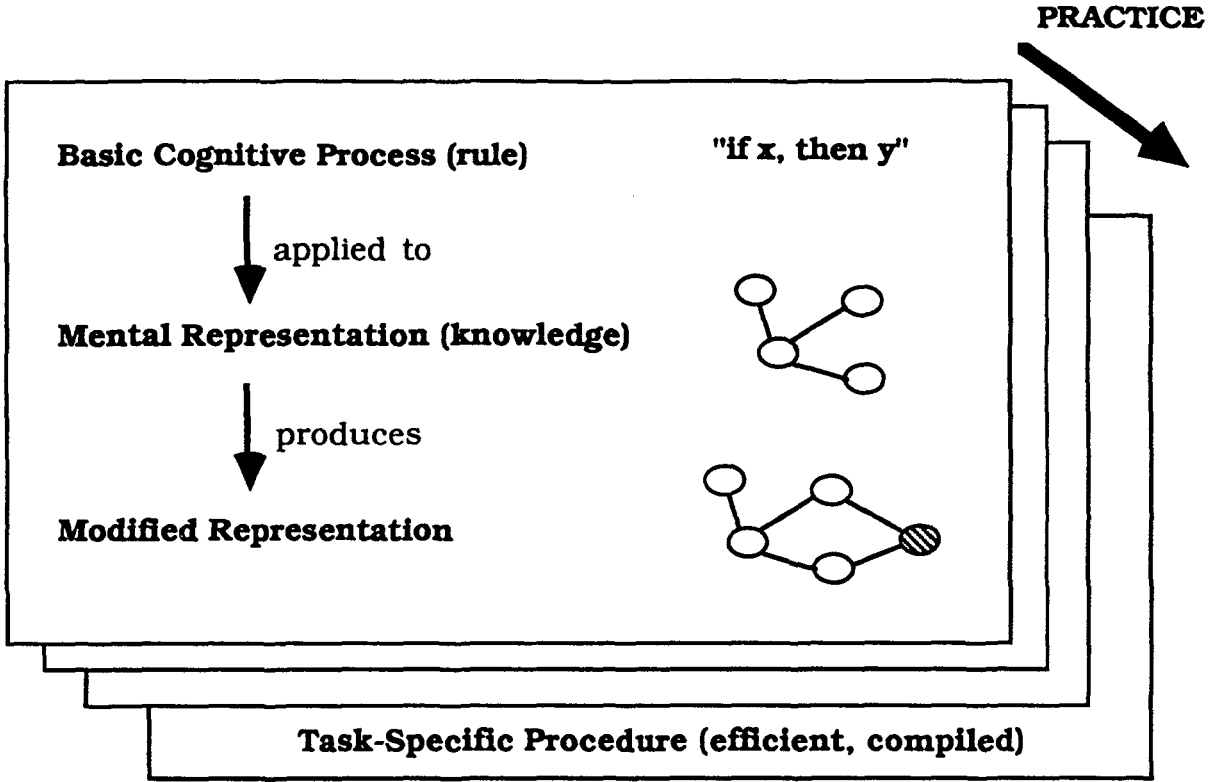 PRACTICE
Basic Cognitive Process (rule)
"if x, then y"
applied to
Mental Representation (knowledge)
produces
Modified Representation
Task-Specific Procedure (efficient, compiled)